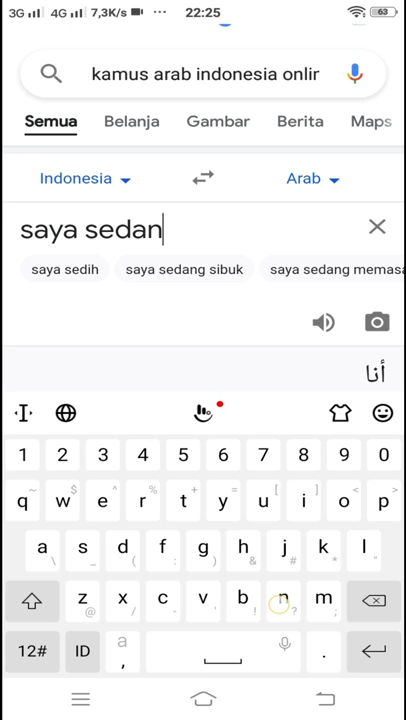 3G 4G 7,3K/s ··· 22:25 63
kamus arab indonesia onlir
Semua Belanja Gambar Berita Maps
Indonesia Arab
saya sedan
saya sedih saya sedang sibuk saya sedang memasa
أنا
1 2 3 4 5 6 7 8 9 0
q ~ w $ e ^ r % t + y = u [ i ] o < p >
a \ s _ d ( f : g ) h & j # k * l "
z @ x / c - v . b ! n ? m ;
12# ID a , .